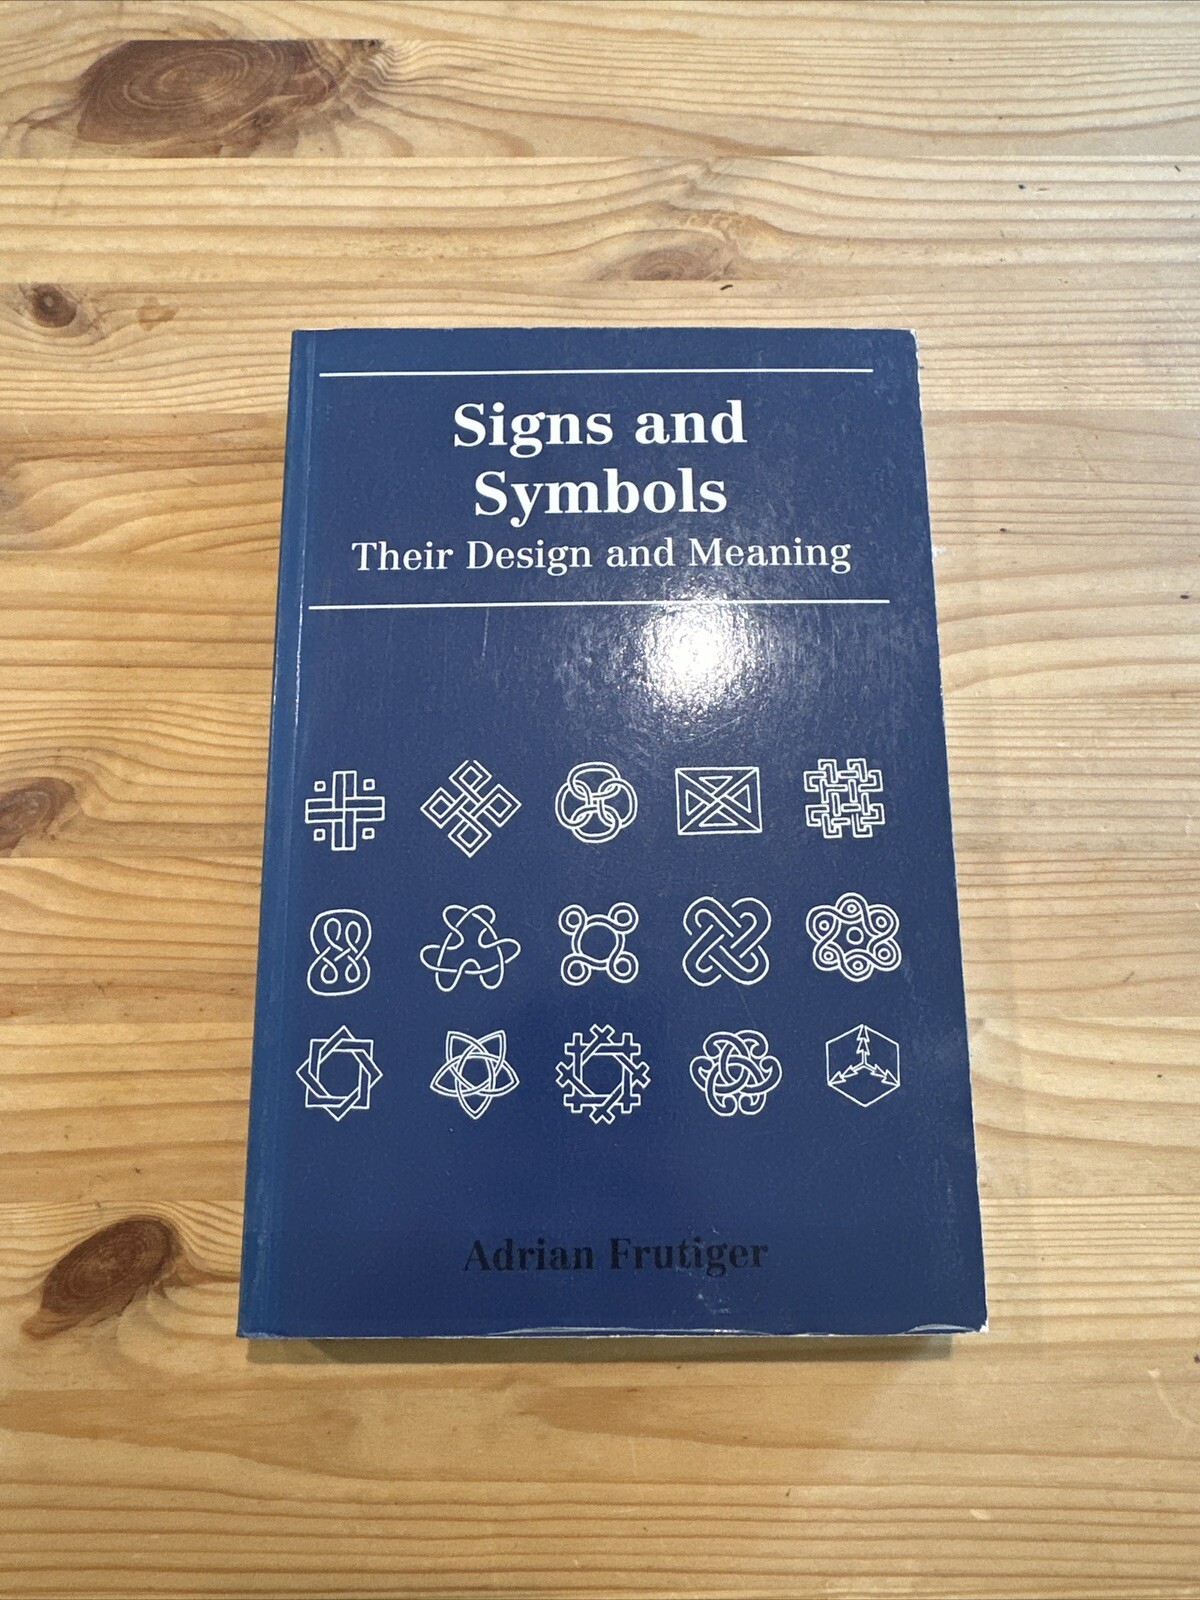 Signs and
Symbols
Their Design and Meaning
Adrian Frutiger